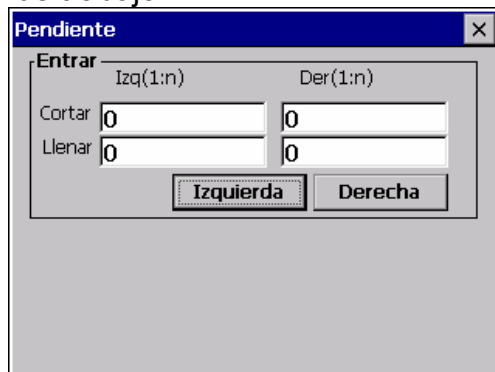 Pendiente
Entrar
Izq(1:n) Der(1:n)
Cortar 0 0
Llenar 0 0
Izquierda Derecha